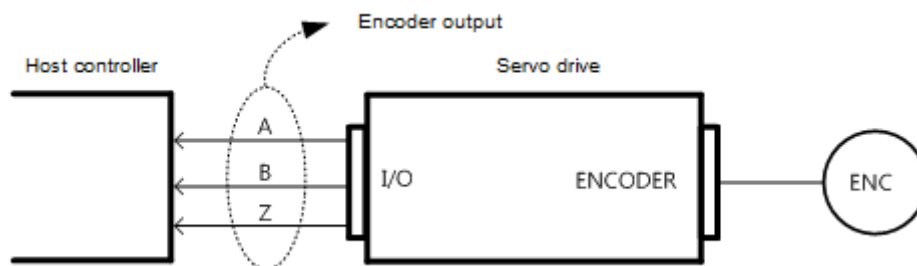 Encoder output
Host controller
Servo drive
A
B
Z
I/O
ENCODER
ENC